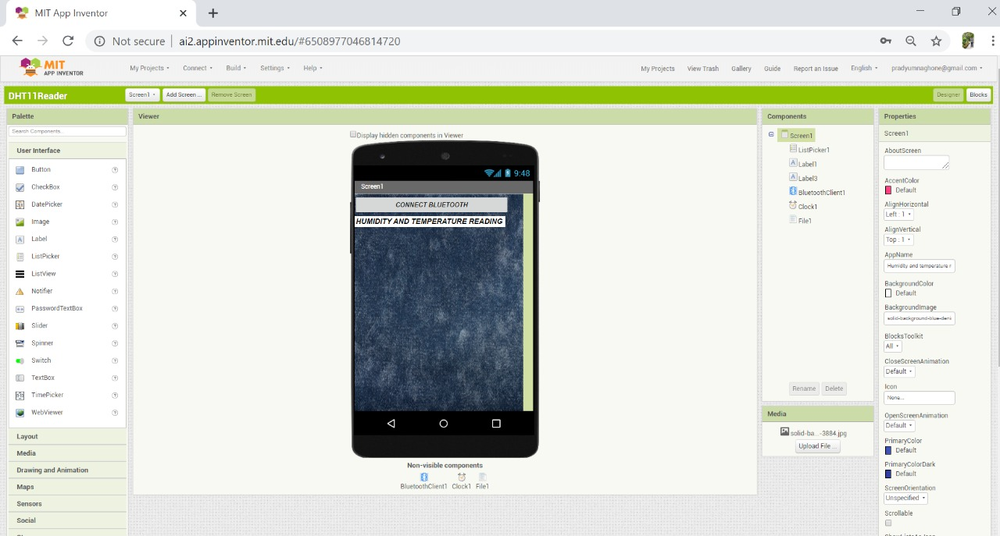 MIT App Inventor
Not secure
ai2.appinventor.mit.edu/#6508977046814720
MIT
APP INVENTOR
My Projects
Connect
Build
Settings
Help
My Projects
View Trash
Gallery
Guide
Report an Issue
English
pradyumnaghone@gmail.com
DHT11Reader
Screen1
Add Screen ...
Remove Screen
Designer
Blocks
Palette
Search Components...
User Interface
Button
CheckBox
DatePicker
Image
Label
ListPicker
ListView
Notifier
PasswordTextBox
Slider
Spinner
Switch
TextBox
TimePicker
WebViewer
Layout
Media
Drawing and Animation
Maps
Sensors
Social
Viewer
Display hidden components in Viewer
9:48
Screen1
CONNECT BLUETOOTH
HUMIDITY AND TEMPERATURE READING
Non-visible components
BluetoothClient1
Clock1
File1
Components
Screen1
ListPicker1
Label1
Label3
BluetoothClient1
Clock1
File1
Rename
Delete
Media
solid-ba...-3884.jpg
Upload File ...
Properties
Screen1
AboutScreen
AccentColor
Default
AlignHorizontal
Left : 1
AlignVertical
Top : 1
AppName
Humidity and temperature r
BackgroundColor
Default
BackgroundImage
solid-background-blue-deni
BlocksToolkit
All
CloseScreenAnimation
Default
Icon
None...
OpenScreenAnimation
Default
PrimaryColor
Default
PrimaryColorDark
Default
ScreenOrientation
Unspecified
Scrollable